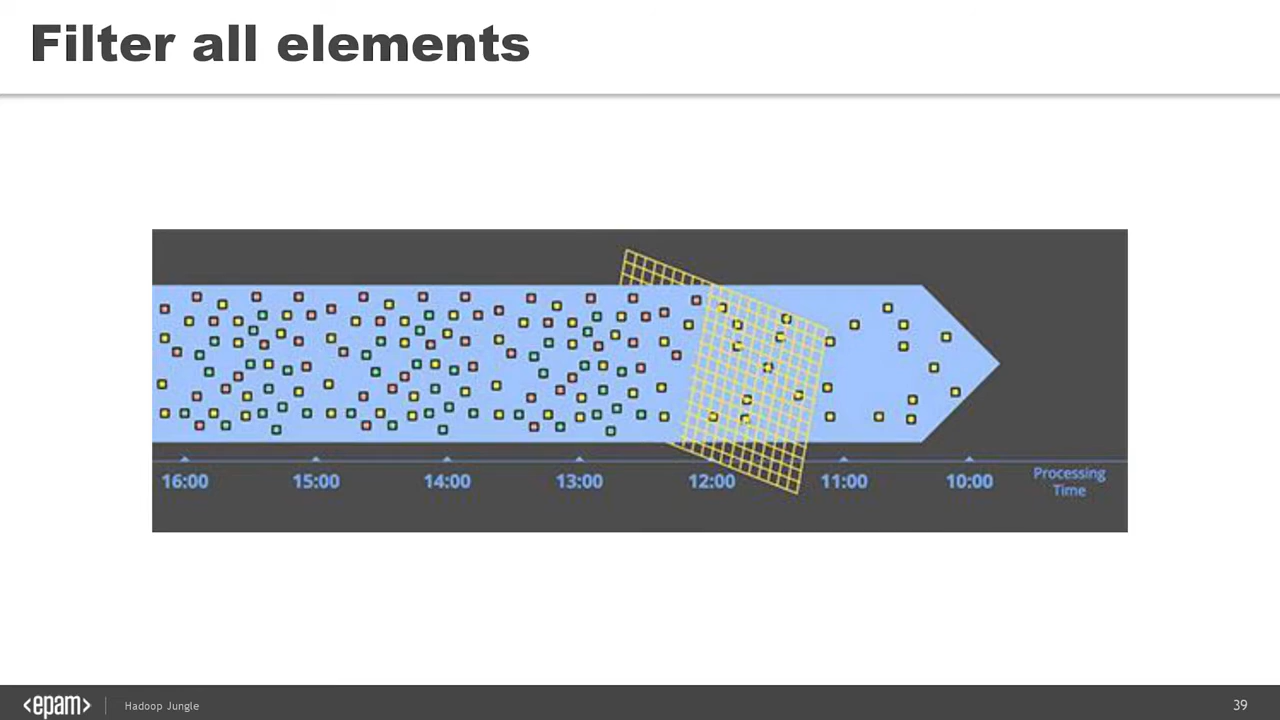 Filter all elements
16:00 15:00 14:00 13:00 12:00 11:00 10:00 Processing
Time
<epam> Hadoop Jungle 39